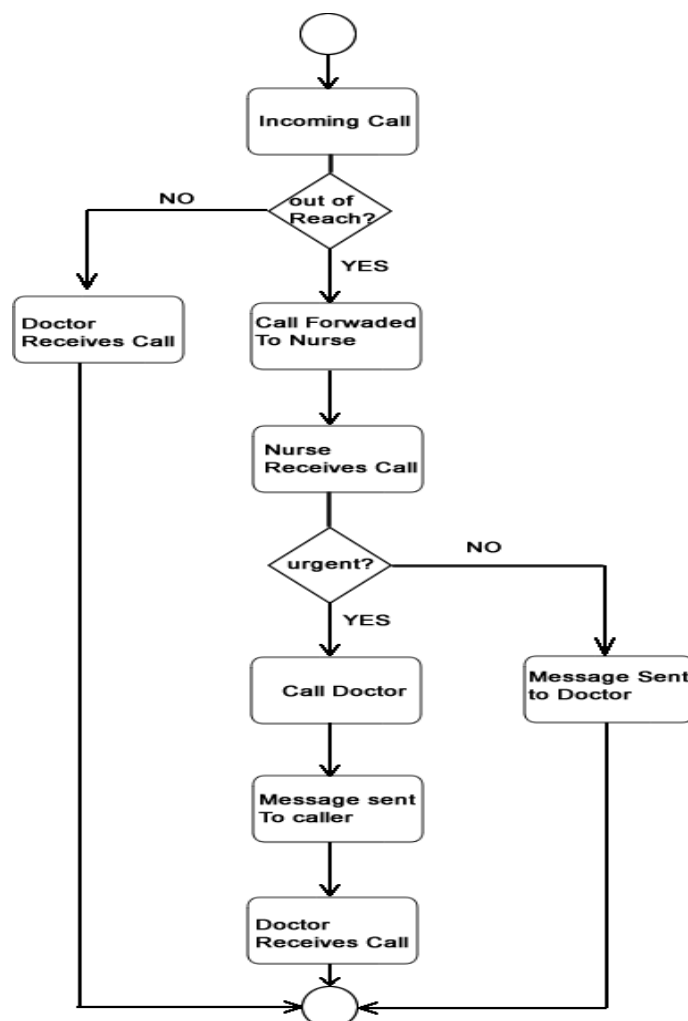 Incoming Call
out of
Reach?
NO
YES
Doctor
Receives Call
Call Forwaded
To Nurse
Nurse
Receives Call
urgent?
NO
YES
Call Doctor
Message Sent
to Doctor
Message sent
To caller
Doctor
Receives Call